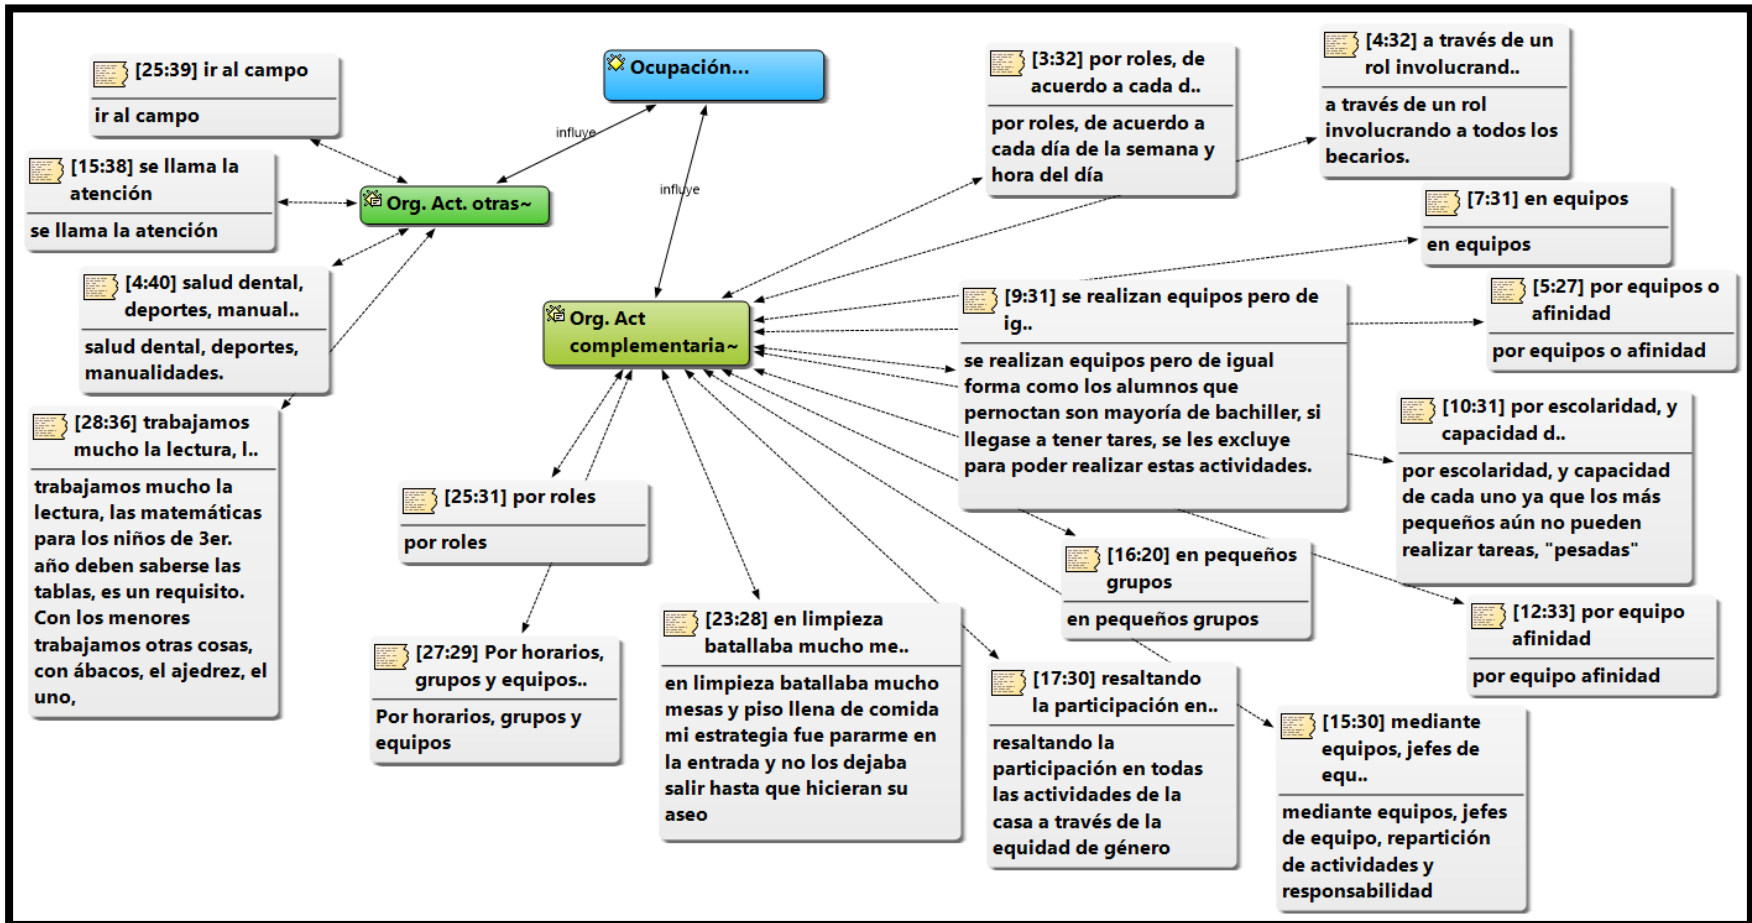 [25:39] ir al campo
ir al campo
Ocupación...
[3:32] por roles, de
acuerdo a cada d..
por roles, de acuerdo a
cada día de la semana y
hora del día
[4:32] a través de un
rol involucrand..
a través de un rol
involucrando a todos los
becarios.
influye
influye
[15:38] se llama la
atención
se llama la atención
Org. Act. otras~
[7:31] en equipos
en equipos
[4:40] salud dental,
deportes, manual..
salud dental, deportes,
manualidades.
Org. Act
complementaria~
[9:31] se realizan equipos pero de
ig..
se realizan equipos pero de igual
forma como los alumnos que
pernoctan son mayoría de bachiller, si
llegase a tener tares, se les excluye
para poder realizar estas actividades.
[5:27] por equipos o
afinidad
por equipos o afinidad
[28:36] trabajamos
mucho la lectura, l..
trabajamos mucho la
lectura, las matemáticas
para los niños de 3er.
año deben saberse las
tablas, es un requisito.
Con los menores
trabajamos otras cosas,
con ábacos, el ajedrez, el
uno,
[10:31] por escolaridad, y
capacidad d..
por escolaridad, y capacidad
de cada uno ya que los más
pequeños aún no pueden
realizar tareas, "pesadas"
[25:31] por roles
por roles
[16:20] en pequeños
grupos
en pequeños grupos
[12:33] por equipo
afinidad
por equipo afinidad
[27:29] Por horarios,
grupos y equipos..
Por horarios, grupos y
equipos
[23:28] en limpieza
batallaba mucho me..
en limpieza batallaba mucho
mesas y piso llena de comida
mi estrategia fue pararme en
la entrada y no los dejaba
salir hasta que hicieran su
aseo
[17:30] resaltando
la participación en..
resaltando la
participación en todas
las actividades de la
casa a través de la
equidad de género
[15:30] mediante
equipos, jefes de
equ..
mediante equipos, jefes
de equipo, repartición
de actividades y
responsabilidad